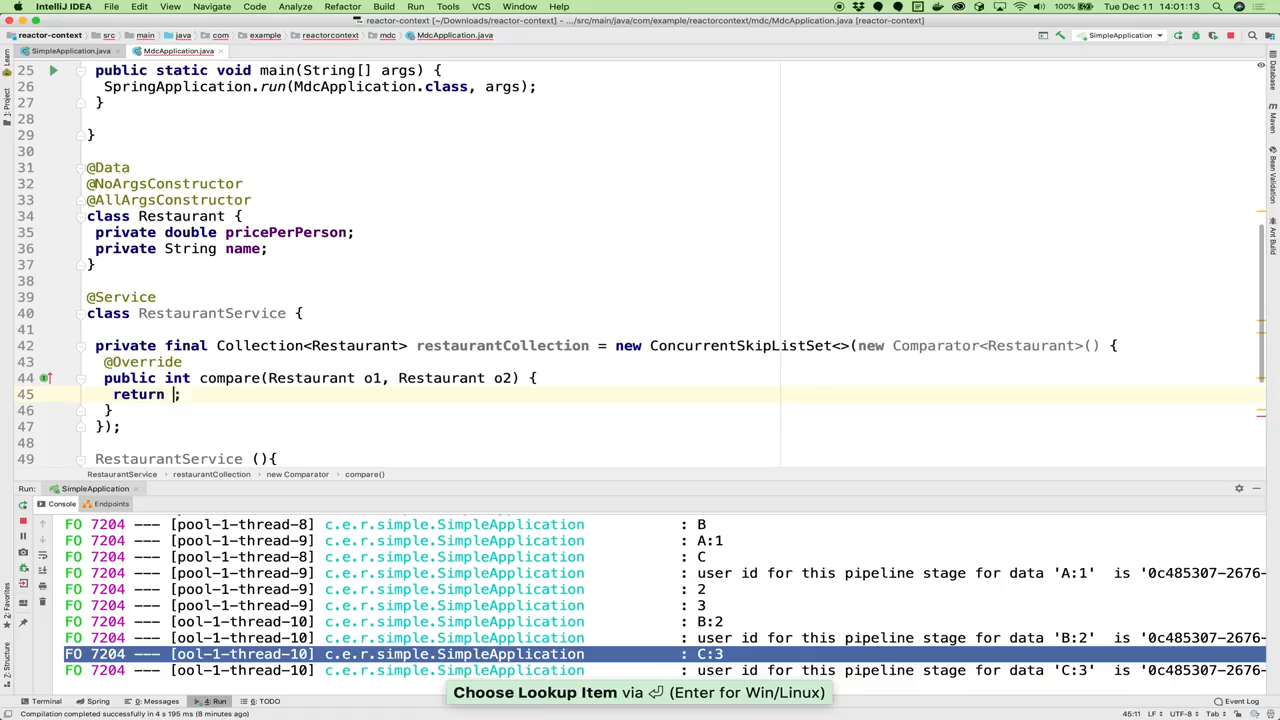 IntelliJ IDEA File Edit View Navigate Code Analyze Refactor Build Run Tools VCS Window Help 100% Tue Dec 11 14:01:13
reactor-context [~/Downloads/reactor-context] - .../src/main/java/com/example/reactorcontext/mdc/MdcApplication.java [reactor-context]
reactor-context src main java com example reactorcontext mdc MdcApplication.java SimpleApplication
SimpleApplication.java MdcApplication.java
Learn
1: Project
2: Favorites
7: Structure
Database
Maven
Bean Validation
Ant Build
25 public static void main(String[] args) {
26 SpringApplication.run(MdcApplication.class, args);
27 }
28
29 }
30
31 @Data
32 @NoArgsConstructor
33 @AllArgsConstructor
34 class Restaurant {
35 private double pricePerPerson;
36 private String name;
37 }
38
39 @Service
40 class RestaurantService {
41
42 private final Collection<Restaurant> restaurantCollection = new ConcurrentSkipListSet<>(new Comparator<Restaurant>() {
43 @Override
44 public int compare(Restaurant o1, Restaurant o2) {
45 return ;
46 }
47 });
48
49 RestaurantService (){
RestaurantService restaurantCollection new Comparator compare()
Run: SimpleApplication
Console Endpoints
FO 7204 --- [pool-1-thread-8] c.e.r.simple.SimpleApplication : B
FO 7204 --- [pool-1-thread-9] c.e.r.simple.SimpleApplication : A:1
FO 7204 --- [pool-1-thread-8] c.e.r.simple.SimpleApplication : C
FO 7204 --- [pool-1-thread-9] c.e.r.simple.SimpleApplication : user id for this pipeline stage for data 'A:1' is '0c485307-2676-
FO 7204 --- [pool-1-thread-9] c.e.r.simple.SimpleApplication : 2
FO 7204 --- [pool-1-thread-9] c.e.r.simple.SimpleApplication : 3
FO 7204 --- [ool-1-thread-10] c.e.r.simple.SimpleApplication : B:2
FO 7204 --- [ool-1-thread-10] c.e.r.simple.SimpleApplication : user id for this pipeline stage for data 'B:2' is '0c485307-2676-
FO 7204 --- [ool-1-thread-10] c.e.r.simple.SimpleApplication : C:3
FO 7204 --- [ool-1-thread-10] c.e.r.simple.SimpleApplication : user id for this pipeline stage for data 'C:3' is '0c485307-2676-
Choose Lookup Item via ⏎ (Enter for Win/Linux)
Terminal Spring 0: Messages 4: Run 6: TODO Event Log
Compilation completed successfully in 4 s 195 ms (8 minutes ago) 45:11 LF UTF-8 Tab